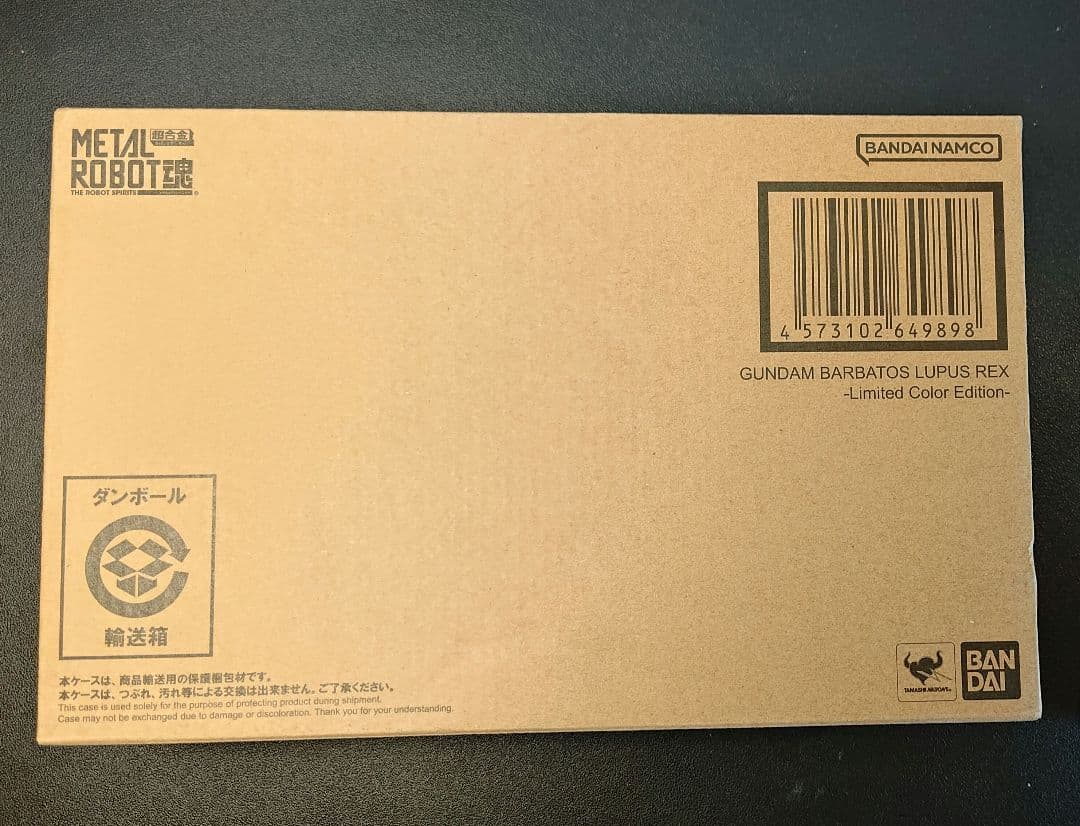 METAL 超合金
ROBOT魂
THE ROBOT SPIRITS
BANDAI NAMCO
4 573102 649898
GUNDAM BARBATOS LUPUS REX
-Limited Color Edition-
ダンボール
輸送箱
本ケースは、商品輸送用の保護梱包材です。
本ケースは、つぶれ、汚れ等による交換は出来ません。ご了承ください。
This case is used solely for the purpose of protecting product during shipment.
Case may not be exchanged due to damage or discoloration. Thank you for your understanding.
TAMASHII NATIONS
BAN
DAI